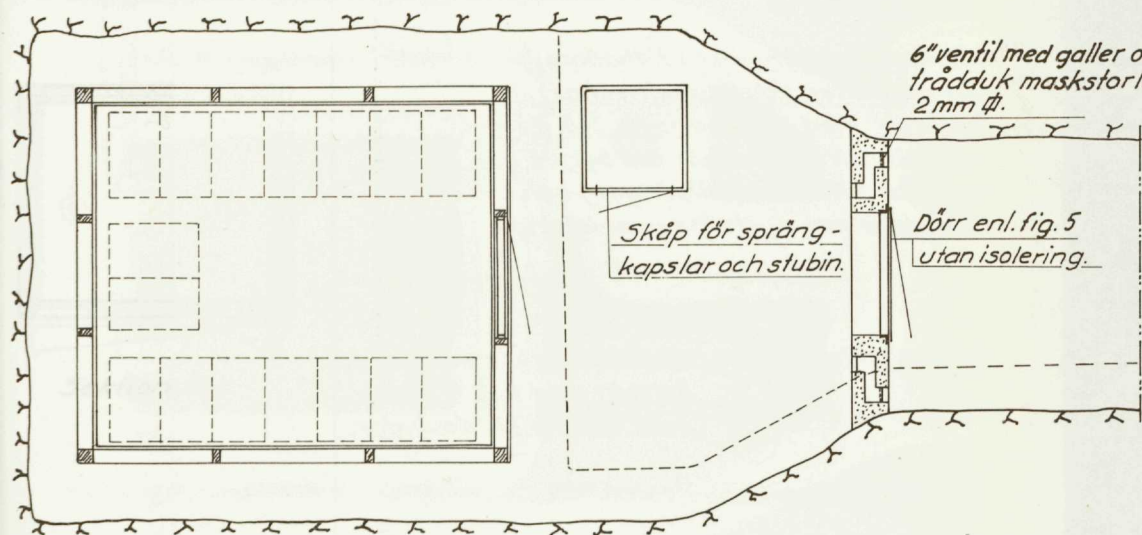 6" ventil med galler o
trådduk maskstorl
2 mm ⌀.
Skåp för spräng-
kapslar och stubin.
Dörr enl. fig. 5
utan isolering.